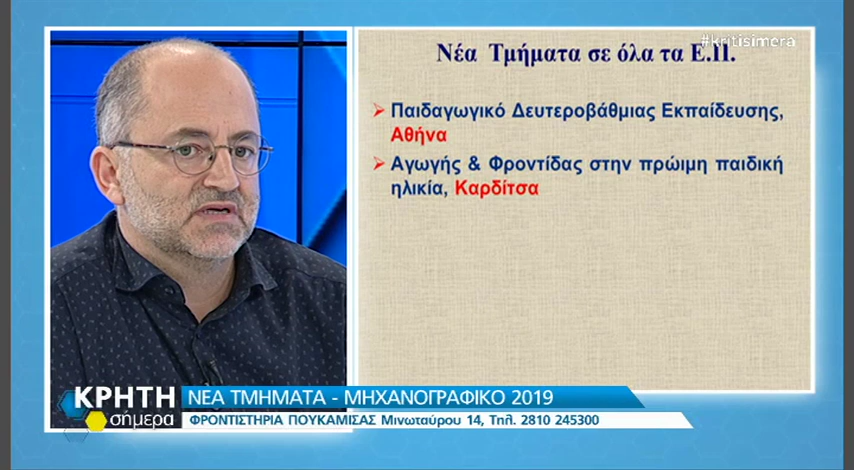 #kritisimera
Νέα Τμήματα σε όλα τα Ε.Π.
Παιδαγωγικό Δευτεροβάθμιας Εκπαίδευσης,
Αθήνα
Αγωγής & Φροντίδας στην πρώιμη παιδική
ηλικία, Καρδίτσα
ΚΡΗΤΗ
σήμερα
ΝΕΑ ΤΜΗΜΑΤΑ - ΜΗΧΑΝΟΓΡΑΦΙΚΟ 2019
ΦΡΟΝΤΙΣΤΗΡΙΑ ΠΟΥΚΑΜΙΣΑΣ Μινωταύρου 14, Τηλ. 2810 245300